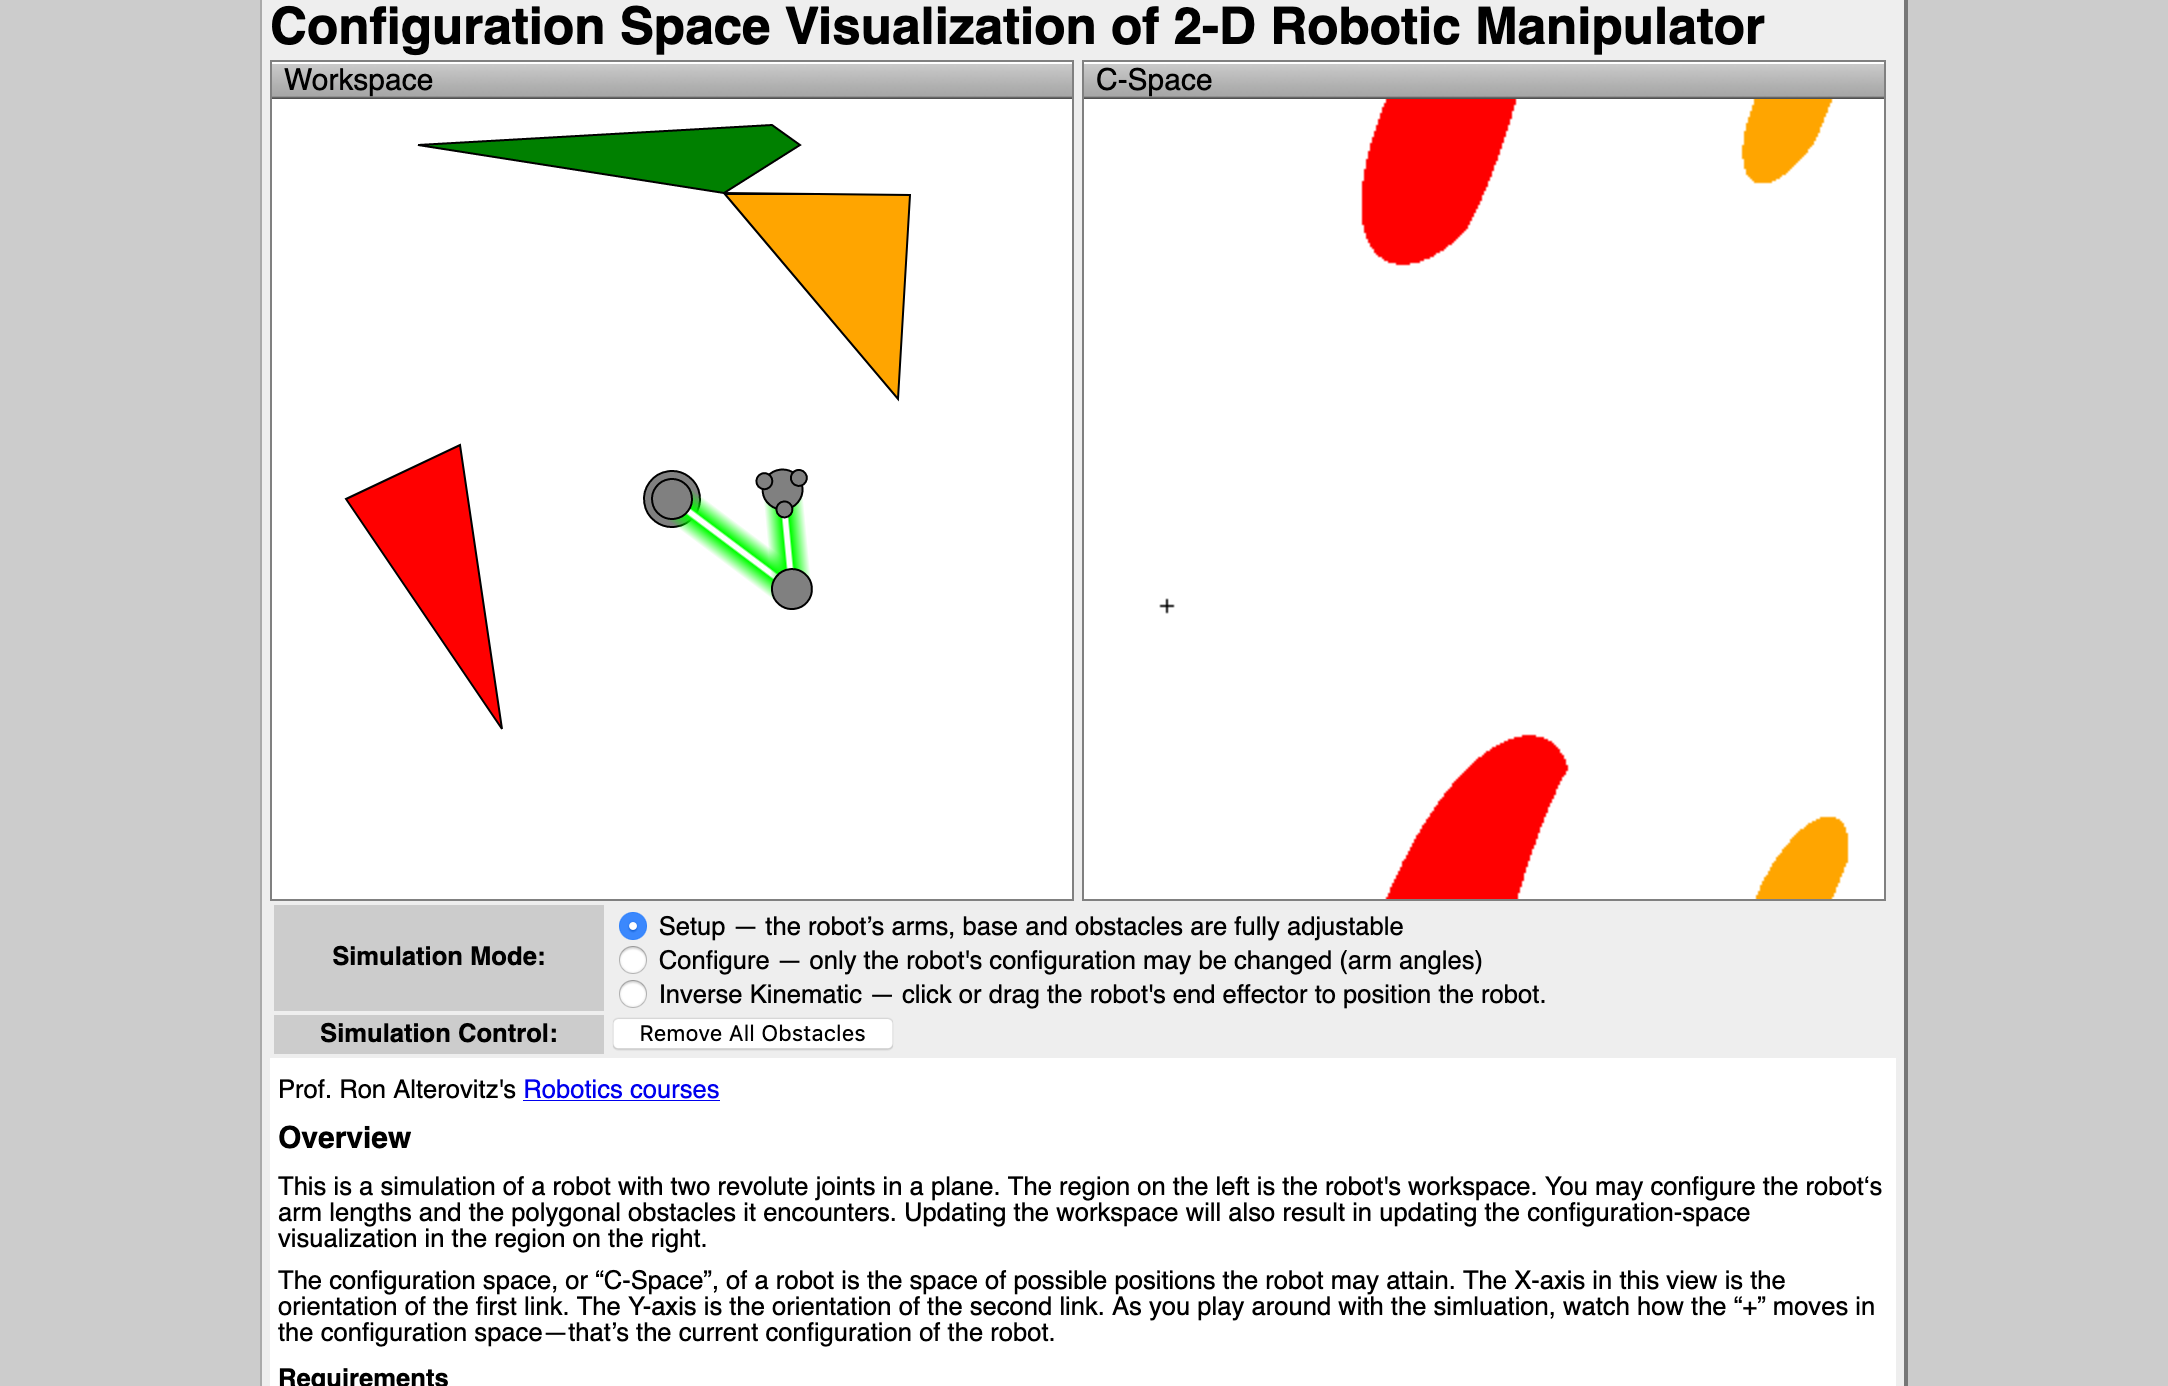 Configuration Space Visualization of 2-D Robotic Manipulator
Workspace
C-Space
Simulation Mode:
Setup — the robot’s arms, base and obstacles are fully adjustable
Configure — only the robot's configuration may be changed (arm angles)
Inverse Kinematic — click or drag the robot's end effector to position the robot.
Simulation Control:
Remove All Obstacles
Prof. Ron Alterovitz's Robotics courses
Overview
This is a simulation of a robot with two revolute joints in a plane. The region on the left is the robot's workspace. You may configure the robot‘s
arm lengths and the polygonal obstacles it encounters. Updating the workspace will also result in updating the configuration-space
visualization in the region on the right.
The configuration space, or “C-Space”, of a robot is the space of possible positions the robot may attain. The X-axis in this view is the
orientation of the first link. The Y-axis is the orientation of the second link. As you play around with the simluation, watch how the “+” moves in
the configuration space—that’s the current configuration of the robot.
Requirements